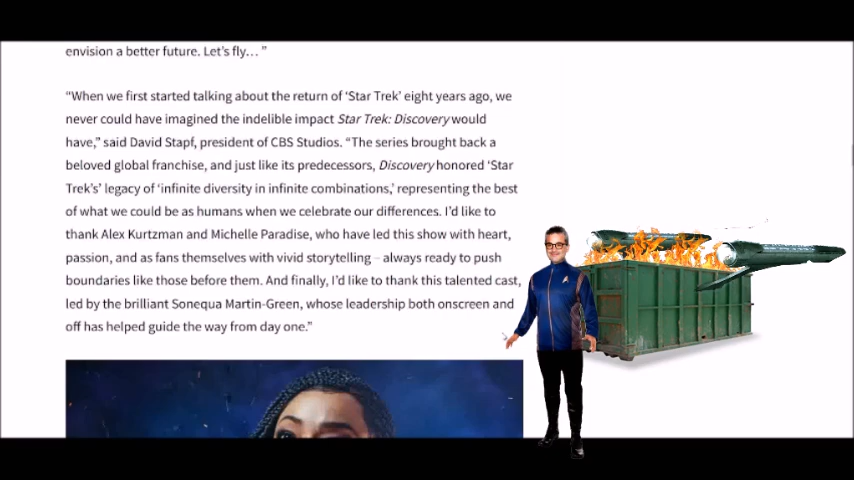 envision a better future. Let’s fly… ”
“When we first started talking about the return of ‘Star Trek’ eight years ago, we
never could have imagined the indelible impact Star Trek: Discovery would
have,” said David Stapf, president of CBS Studios. “The series brought back a
beloved global franchise, and just like its predecessors, Discovery honored ‘Star
Trek’s’ legacy of ‘infinite diversity in infinite combinations,’ representing the best
of what we could be as humans when we celebrate our differences. I’d like to
thank Alex Kurtzman and Michelle Paradise, who have led this show with heart,
passion, and as fans themselves with vivid storytelling – always ready to push
boundaries like those before them. And finally, I’d like to thank this talented cast,
led by the brilliant Sonequa Martin-Green, whose leadership both onscreen and
off has helped guide the way from day one.”